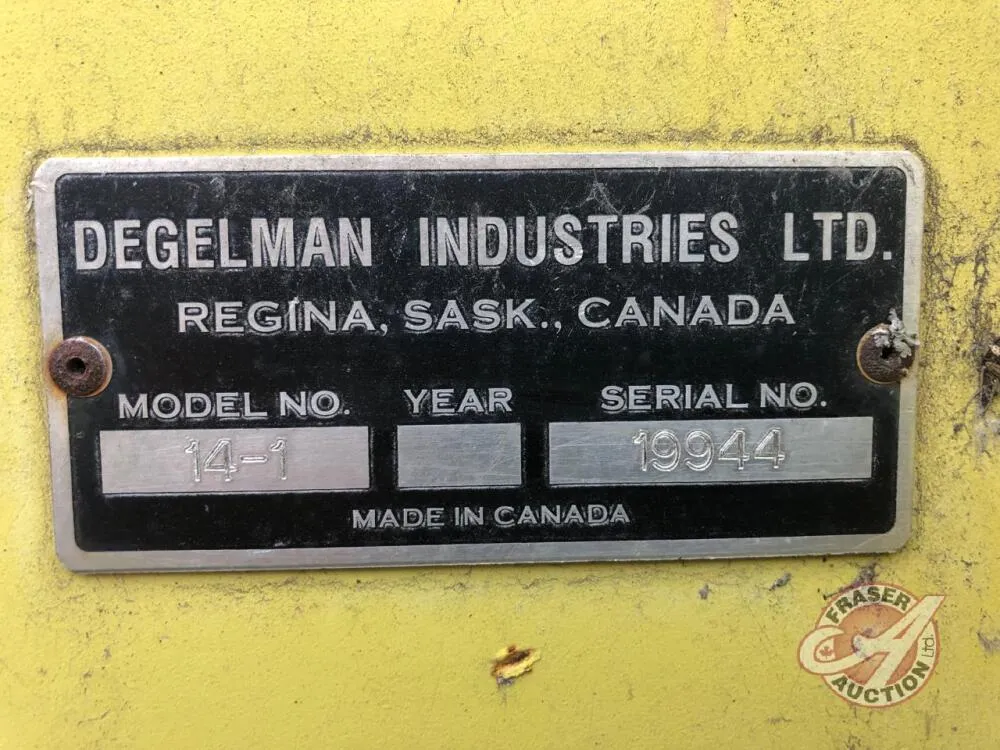 DEGELMAN INDUSTRIES LTD.
REGINA, SASK., CANADA
MODEL NO. YEAR SERIAL NO.
14-1 19944
MADE IN CANADA
FRASER
AUCTION
Ltd.